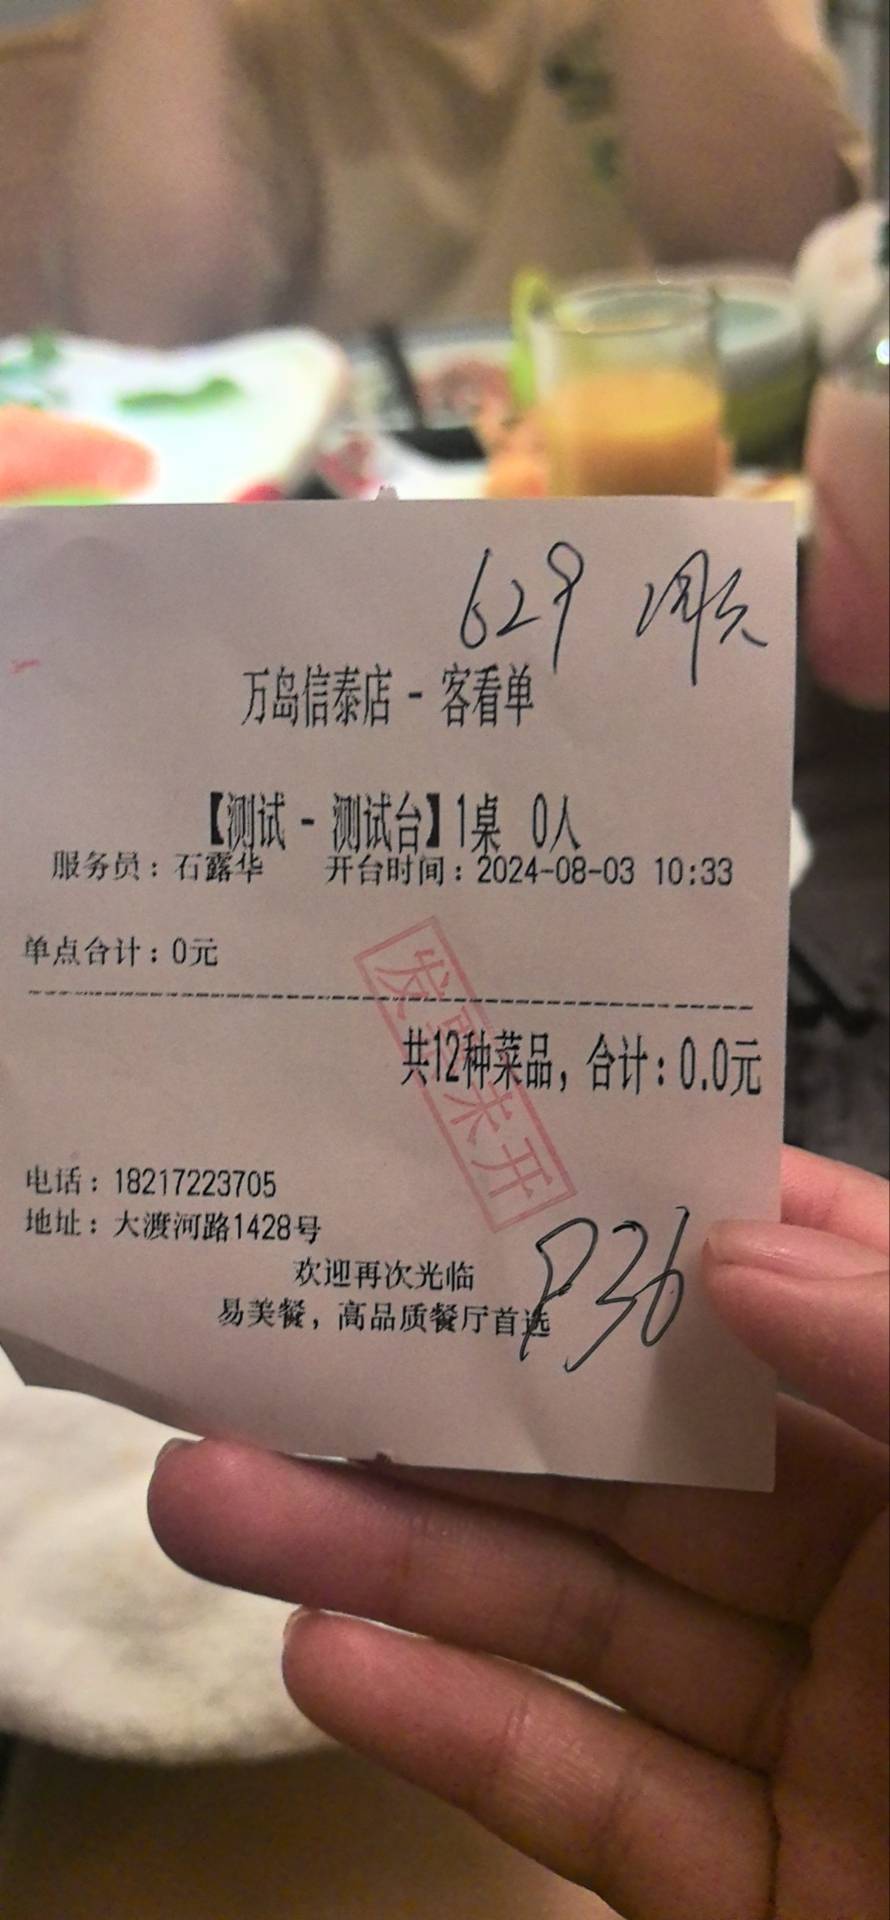 629
万岛信泰店 - 客看单
【测试 - 测试台】1桌 0人
服务员：石露华 开台时间：2024-08-03 10:33
单点合计：0元
发票未开
共12种菜品，合计：0.0元
电话：18217223705
地址：大渡河路1428号
欢迎再次光临
易美餐，高品质餐厅首选
P36